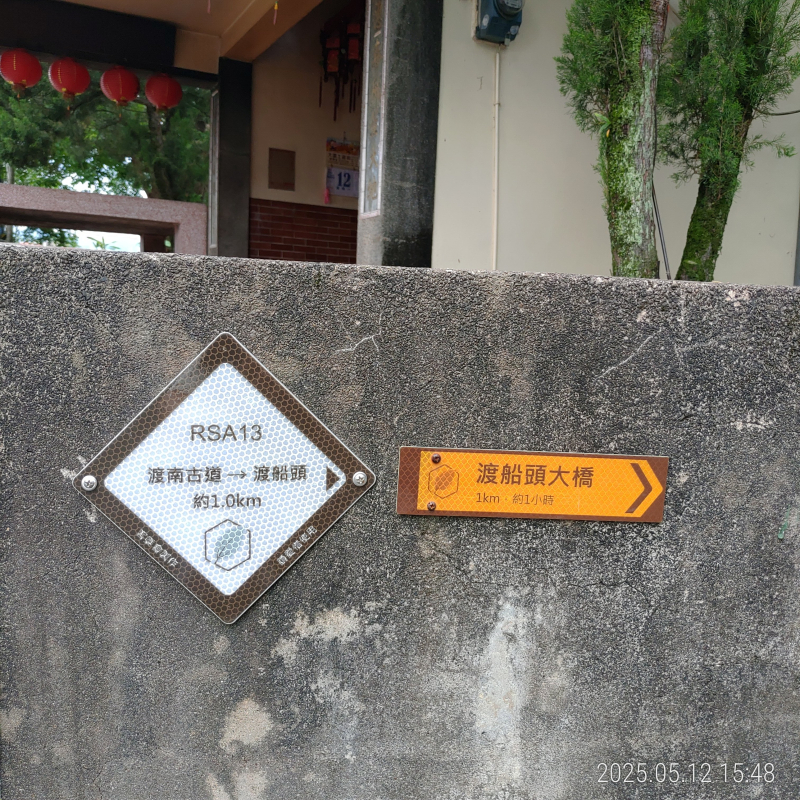 12
RSA13
渡南古道 → 渡船頭
約1.0km
渡船頭大橋
1km · 約1小時
2025.05.12 15:48